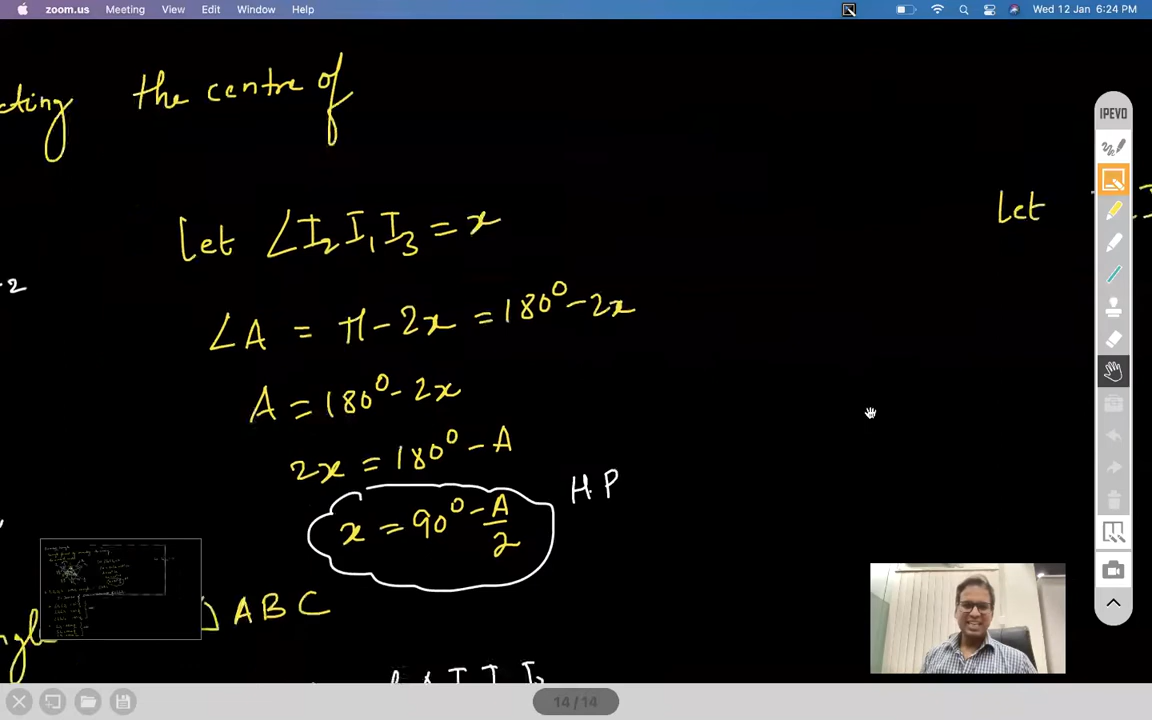 zoom.us Meeting View Edit Window Help Wed 12 Jan 6:24 PM
IPEVO
the centre of
Let ∠I₂I₁I₃ = x
Let
-2
∠A = π - 2x = 180° - 2x
A = 180° - 2x
2x = 180° - A
x = 90° - A/2
H.P
ABC
14/14